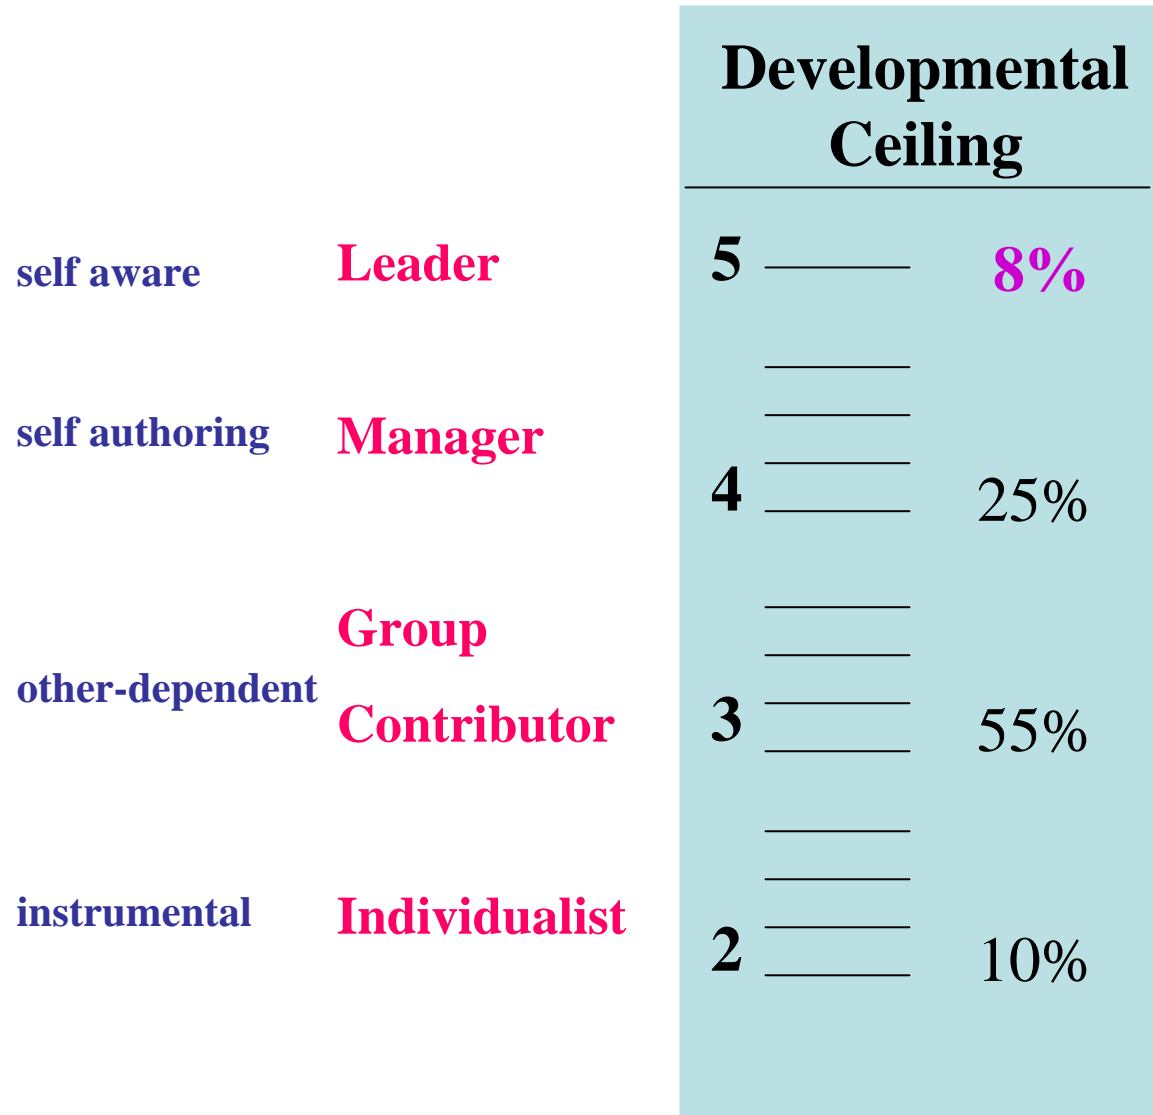 Developmental
Ceiling
self aware Leader 5 8%
self authoring Manager 4 25%
Group
other-dependent
Contributor 3 55%
instrumental Individualist 2 10%